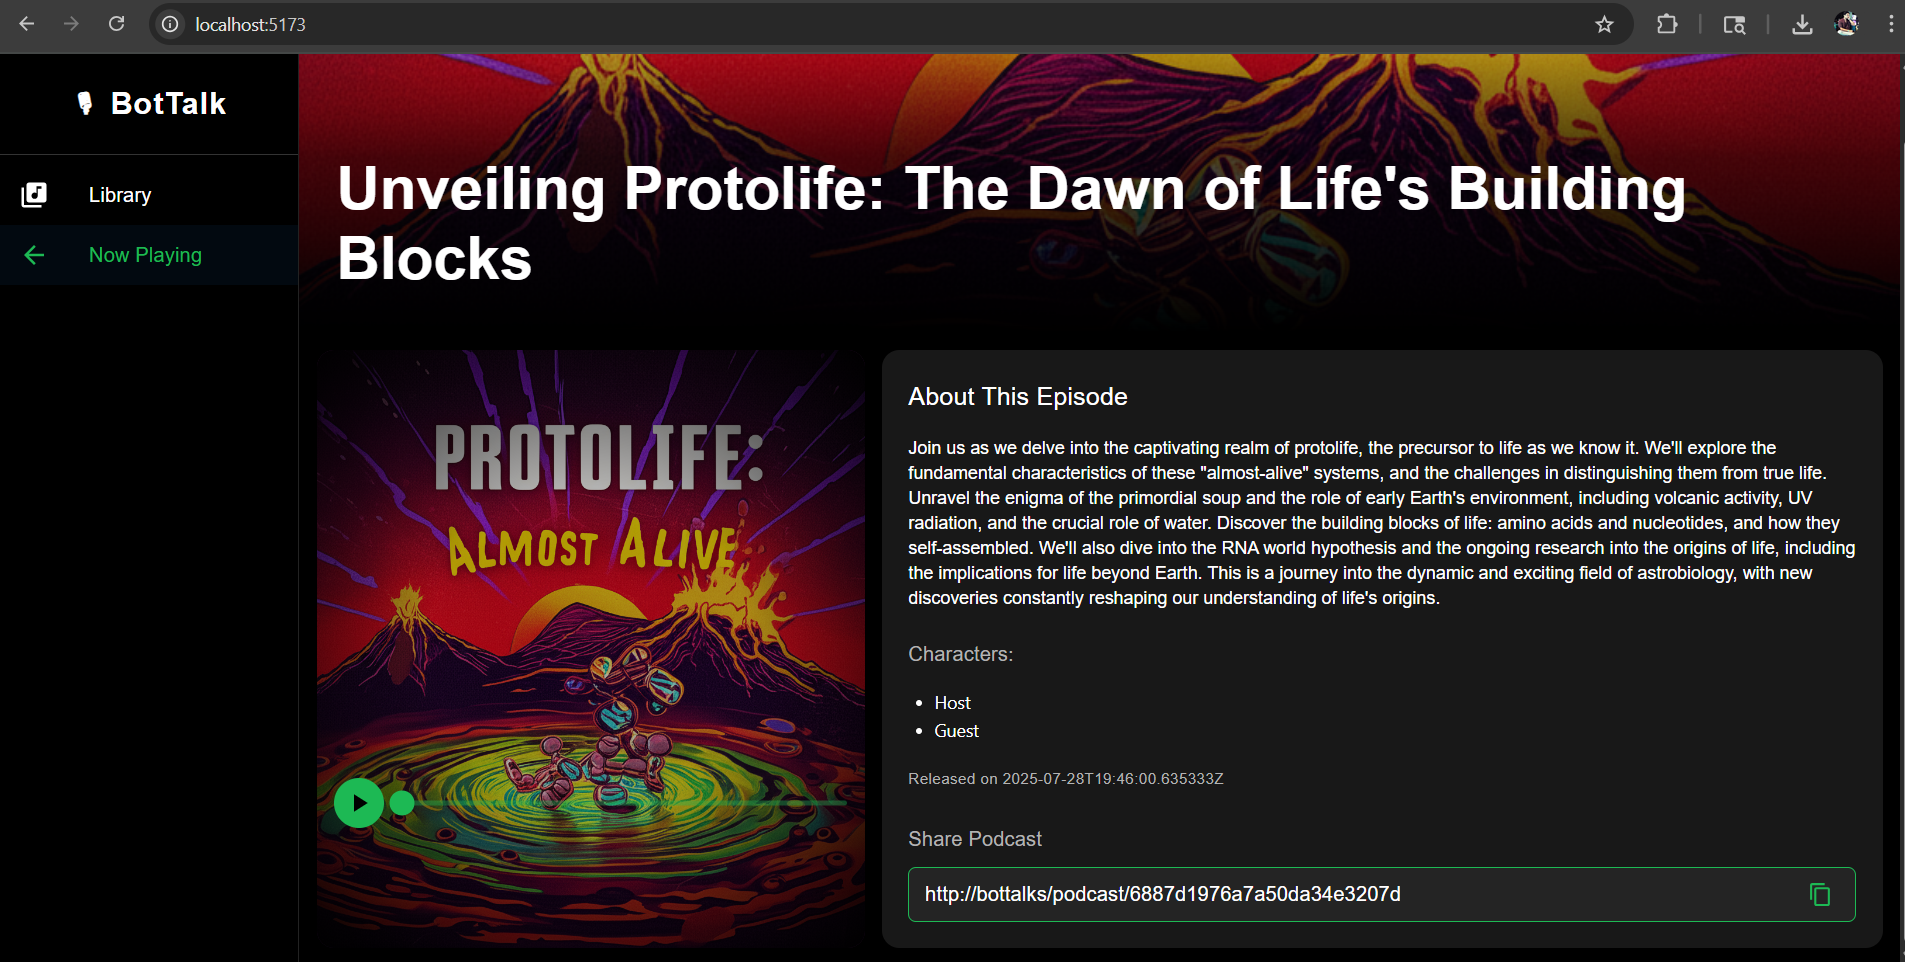 localhost:5173
BotTalk
Library
Now Playing
Unveiling Protolife: The Dawn of Life's Building
Blocks
PROTOLIFE:
ALMOST ALIVE
About This Episode
Join us as we delve into the captivating realm of protolife, the precursor to life as we know it. We'll explore the
fundamental characteristics of these "almost-alive" systems, and the challenges in distinguishing them from true life.
Unravel the enigma of the primordial soup and the role of early Earth's environment, including volcanic activity, UV
radiation, and the crucial role of water. Discover the building blocks of life: amino acids and nucleotides, and how they
self-assembled. We'll also dive into the RNA world hypothesis and the ongoing research into the origins of life, including
the implications for life beyond Earth. This is a journey into the dynamic and exciting field of astrobiology, with new
discoveries constantly reshaping our understanding of life's origins.
Characters:
Host
Guest
Released on 2025-07-28T19:46:00.635333Z
Share Podcast
http://bottalks/podcast/6887d1976a7a50da34e3207d